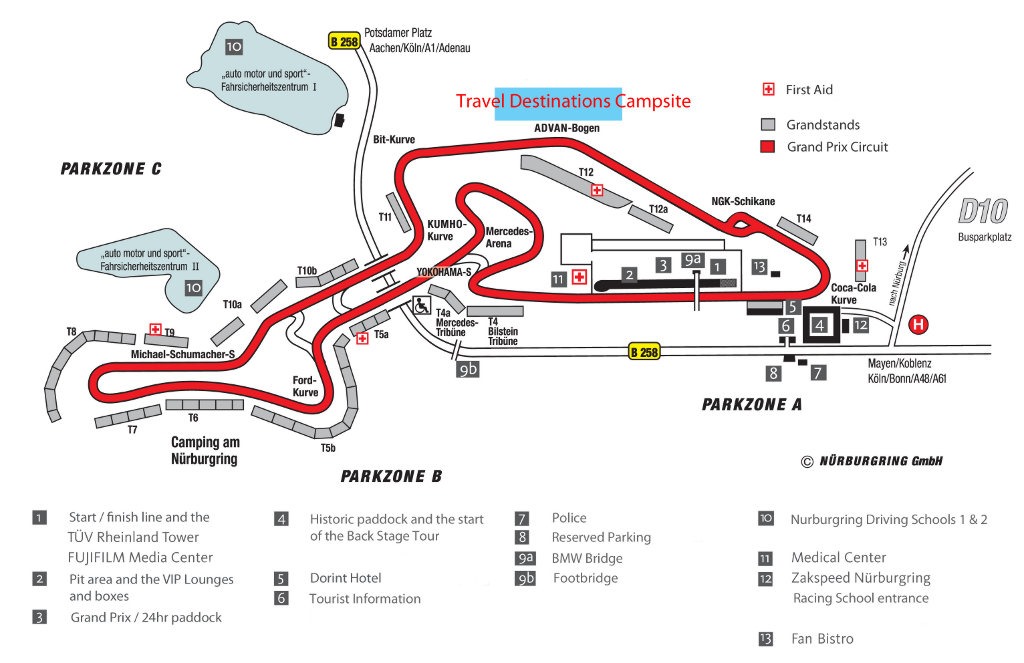 Potsdamer Platz
B 258
Aachen/Köln/A1/Adenau
10
„auto motor und sport“-
Fahrsicherheitszentrum I
Travel Destinations Campsite
First Aid
Grandstands
Grand Prix Circuit
ADVAN-Bogen
Bit-Kurve
PARKZONE C
T12
T12a
NGK-Schikane
T14
D10
Busparkplatz
T11
KUMHO-
Kurve
Mercedes-
Arena
T13
nach Nürburg
„auto motor und sport“-
Fahrsicherheitszentrum II
10
T10b
YOKOHAMA-S
11
2
3
9a
1
13
Coca-Cola
Kurve
T10a
T8
T9
T5a
T4a
Mercedes-
Tribüne
T4
Bilstein
Tribüne
5
6
4
12
H
Michael-Schumacher-S
B 258
9b
8
7
Mayen/Koblenz
Köln/Bonn/A48/A61
Ford-
Kurve
T7
T6
T5b
PARKZONE A
Camping am
Nürburgring
PARKZONE B
© NÜRBURGRING GmbH
1 Start / finish line and the
TÜV Rheinland Tower
FUJIFILM Media Center
2 Pit area and the VIP Lounges
and boxes
3 Grand Prix / 24hr paddock
4 Historic paddock and the start
of the Back Stage Tour
5 Dorint Hotel
6 Tourist Information
7 Police
8 Reserved Parking
9a BMW Bridge
9b Footbridge
10 Nurburgring Driving Schools 1 & 2
11 Medical Center
12 Zakspeed Nürburgring
Racing School entrance
13 Fan Bistro